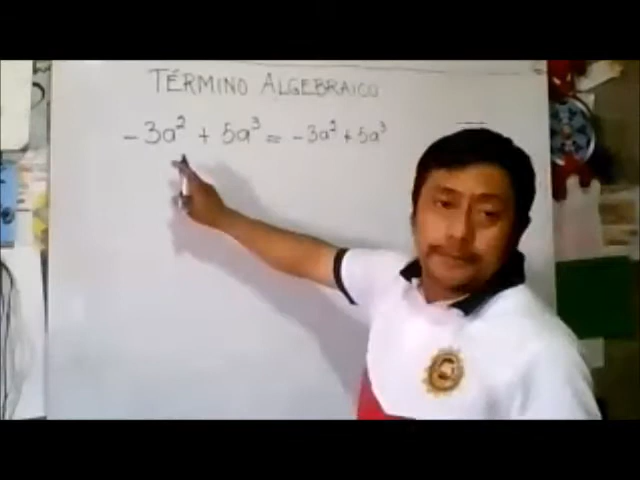 TÉRMINO ALGEBRAICO
-3a² + 5a³ = -3a² + 5a³